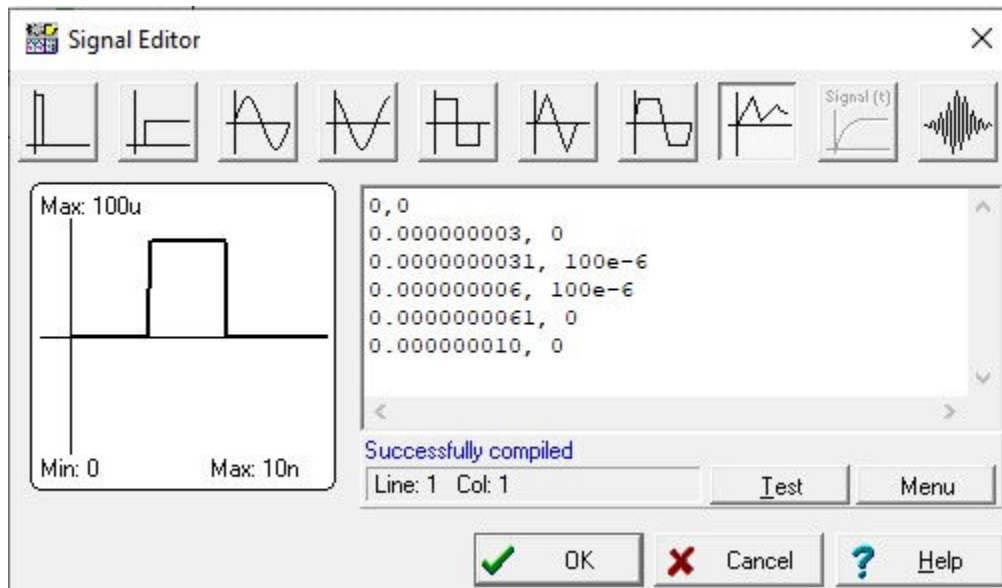 Signal Editor
Signal (t)
Max: 100u
Min: 0 Max: 10n
0,0
0.000000003, 0
0.0000000031, 100e-6
0.000000006, 100e-6
0.0000000061, 0
0.000000010, 0
Successfully compiled
Line: 1 Col: 1
Test
Menu
OK
Cancel
Help